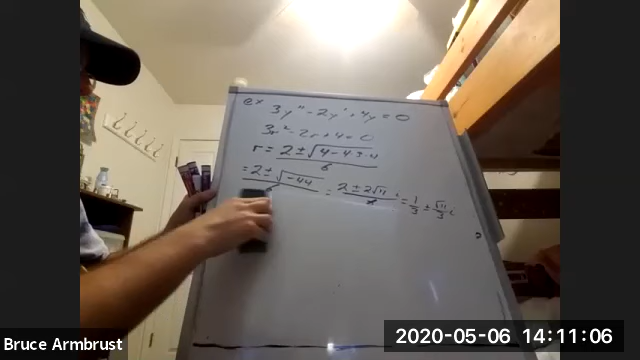 ex 3y'' - 2y' + 4y = 0
3r² - 2r + 4 = 0
r = 2 ± √4 - 4·3·4 / 6
= 2 ± √-44 / = 2 ± 2√11 i / = 1/3 ± √11/3 i
Bruce Armbrust
2020-05-06 14:11:06